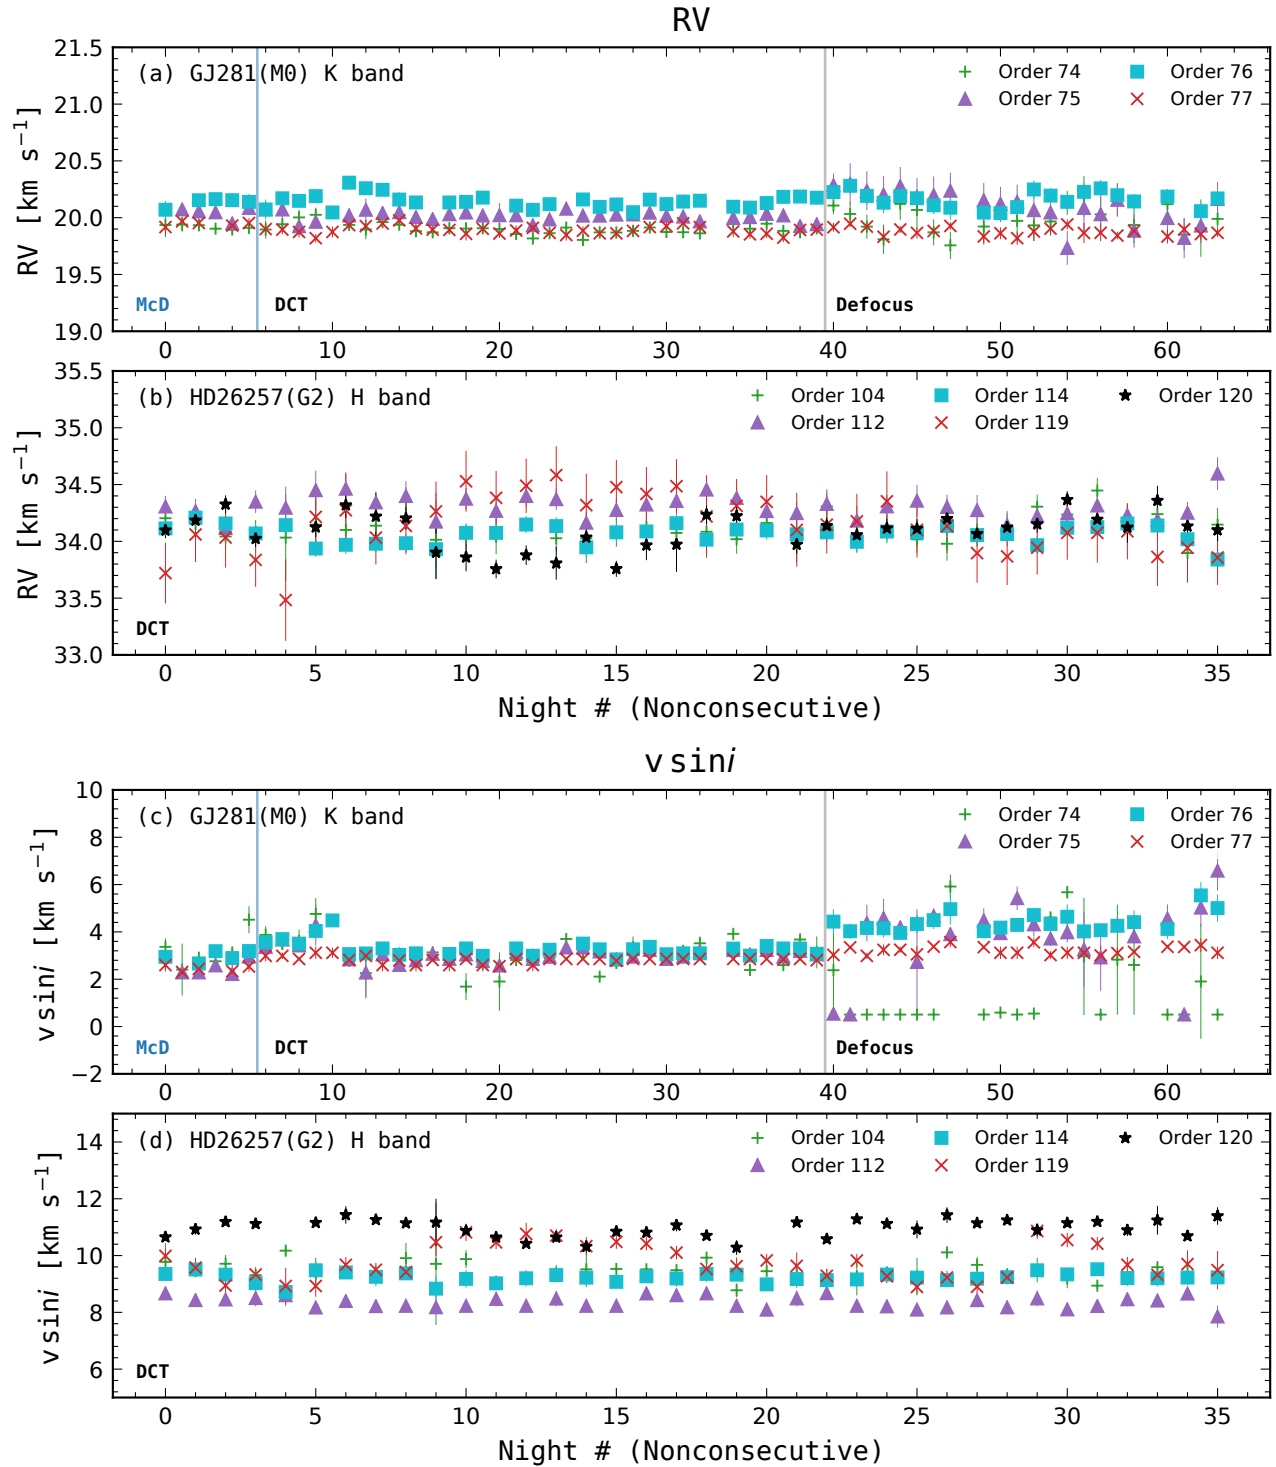 RV
RV [km s⁻¹]
21.5
21.0
20.5
20.0
19.5
19.0
(a) GJ281(M0) K band
Order 74
Order 75
Order 76
Order 77
McD
DCT
Defocus
0 10 20 30 40 50 60
RV [km s⁻¹]
35.5
35.0
34.5
34.0
33.5
33.0
(b) HD26257(G2) H band
Order 104
Order 112
Order 114
Order 119
Order 120
DCT
0 5 10 15 20 25 30 35
Night # (Nonconsecutive)
v sini
v sini [km s⁻¹]
10
8
6
4
2
0
−2
(c) GJ281(M0) K band
Order 74
Order 75
Order 76
Order 77
McD
DCT
Defocus
0 10 20 30 40 50 60
v sini [km s⁻¹]
14
12
10
8
6
(d) HD26257(G2) H band
Order 104
Order 112
Order 114
Order 119
Order 120
DCT
0 5 10 15 20 25 30 35
Night # (Nonconsecutive)